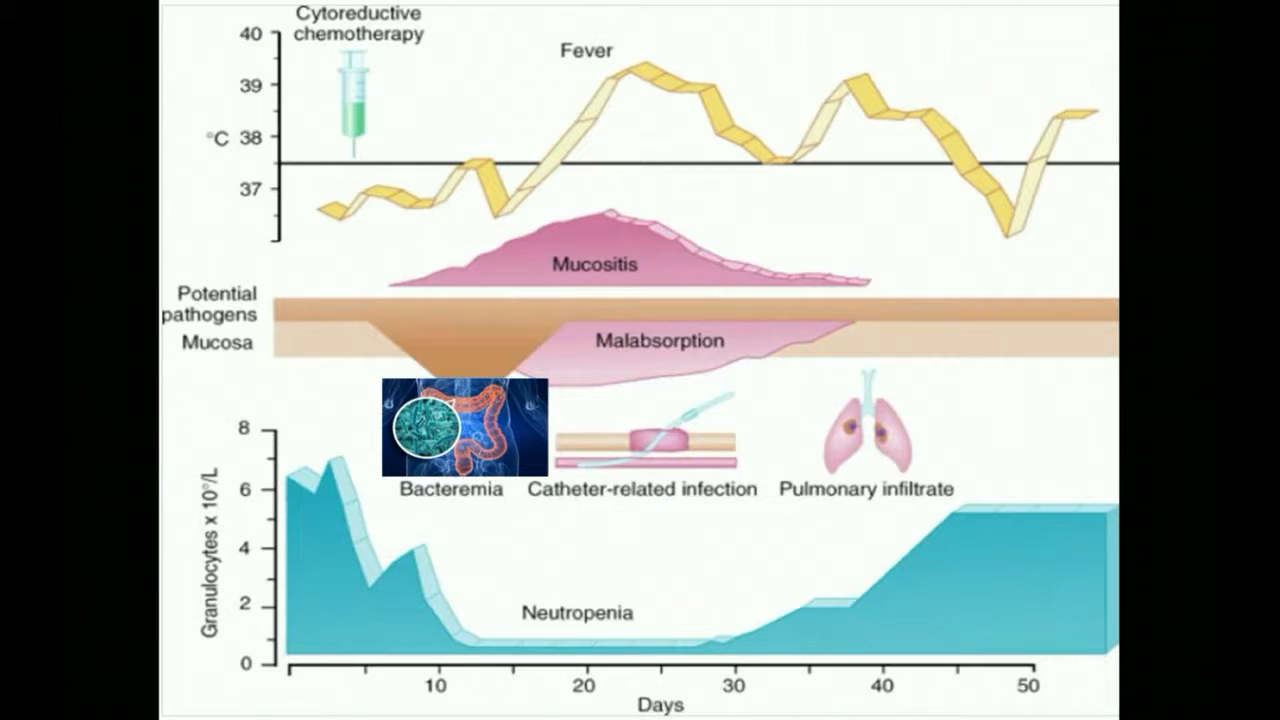 Cytoreductive
chemotherapy
40
Fever
39
°C 38
37
Mucositis
Potential
pathogens
Mucosa
Malabsorption
8
Bacteremia
Catheter-related infection
Pulmonary infiltrate
6
4
2
0
Granulocytes x 10⁹/L
Neutropenia
10
20
30
40
50
Days